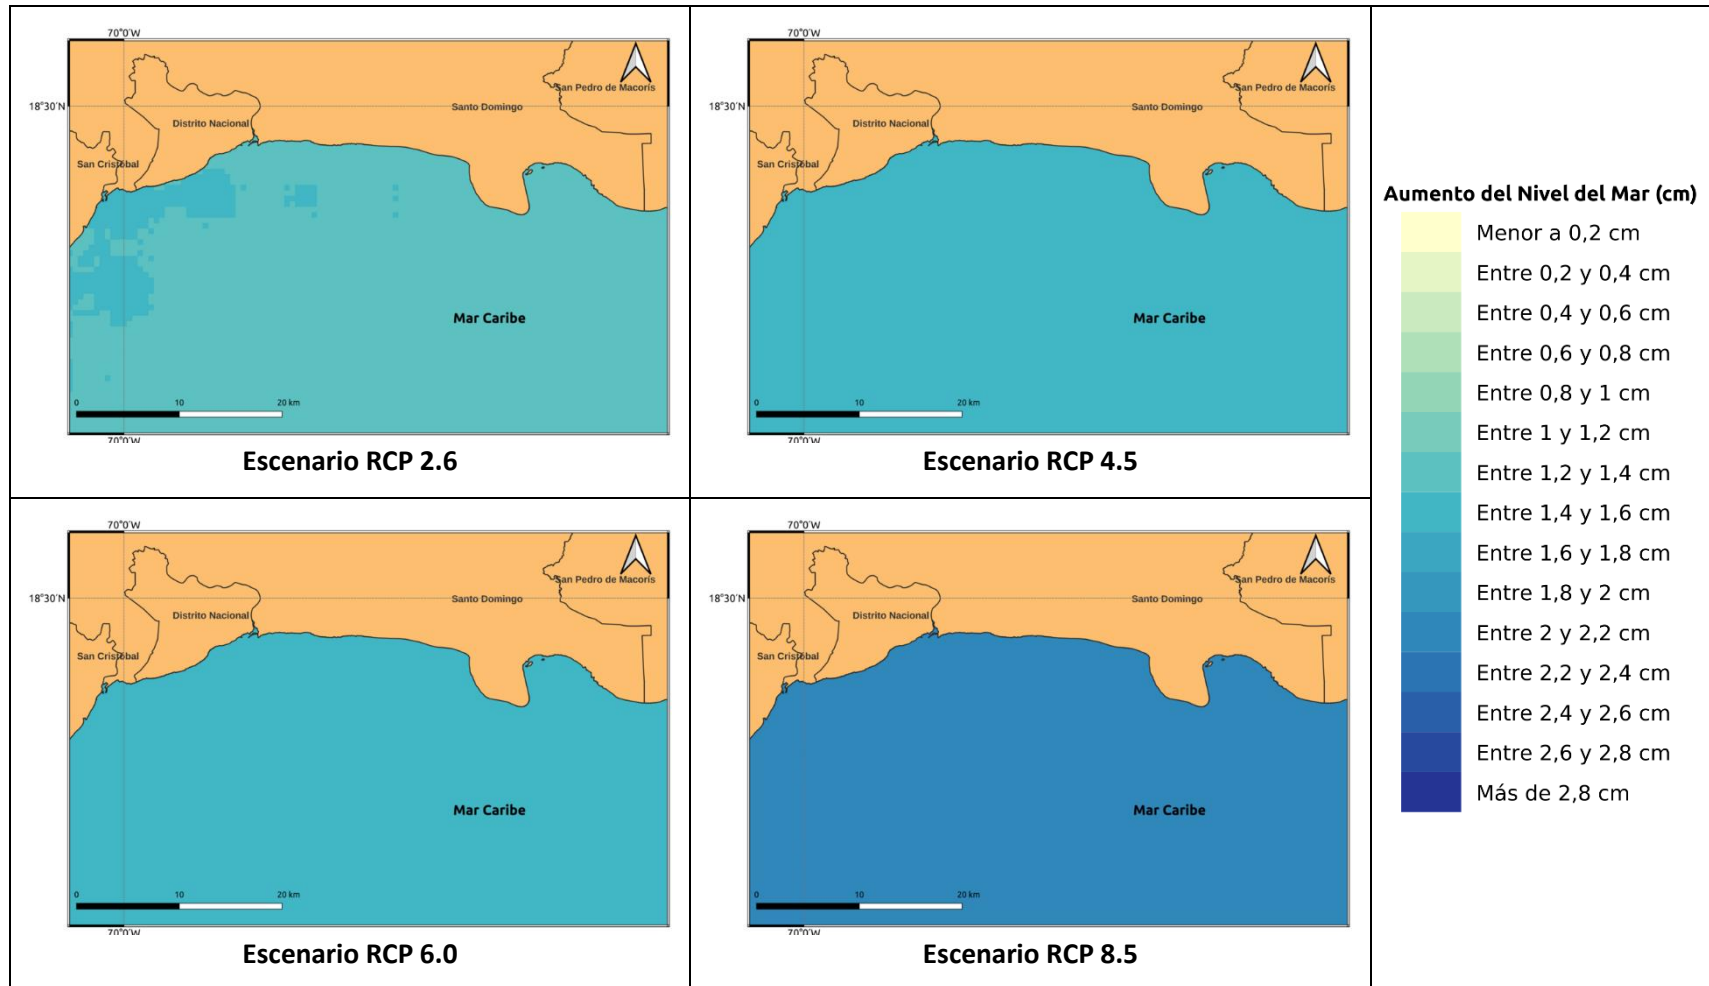 70°0'W
18°30'N
Santo Domingo
San Pedro de Macorís
Distrito Nacional
San Cristóbal
Mar Caribe
0 10 20 km
70°0'W
Escenario RCP 2.6
70°0'W
18°30'N
Santo Domingo
San Pedro de Macorís
Distrito Nacional
San Cristóbal
Mar Caribe
0 10 20 km
70°0'W
Escenario RCP 4.5
70°0'W
18°30'N
Santo Domingo
San Pedro de Macorís
Distrito Nacional
San Cristóbal
Mar Caribe
0 10 20 km
70°0'W
Escenario RCP 6.0
70°0'W
18°30'N
Santo Domingo
San Pedro de Macorís
Distrito Nacional
San Cristóbal
Mar Caribe
0 10 20 km
70°0'W
Escenario RCP 8.5
Aumento del Nivel del Mar (cm)
Menor a 0,2 cm
Entre 0,2 y 0,4 cm
Entre 0,4 y 0,6 cm
Entre 0,6 y 0,8 cm
Entre 0,8 y 1 cm
Entre 1 y 1,2 cm
Entre 1,2 y 1,4 cm
Entre 1,4 y 1,6 cm
Entre 1,6 y 1,8 cm
Entre 1,8 y 2 cm
Entre 2 y 2,2 cm
Entre 2,2 y 2,4 cm
Entre 2,4 y 2,6 cm
Entre 2,6 y 2,8 cm
Más de 2,8 cm